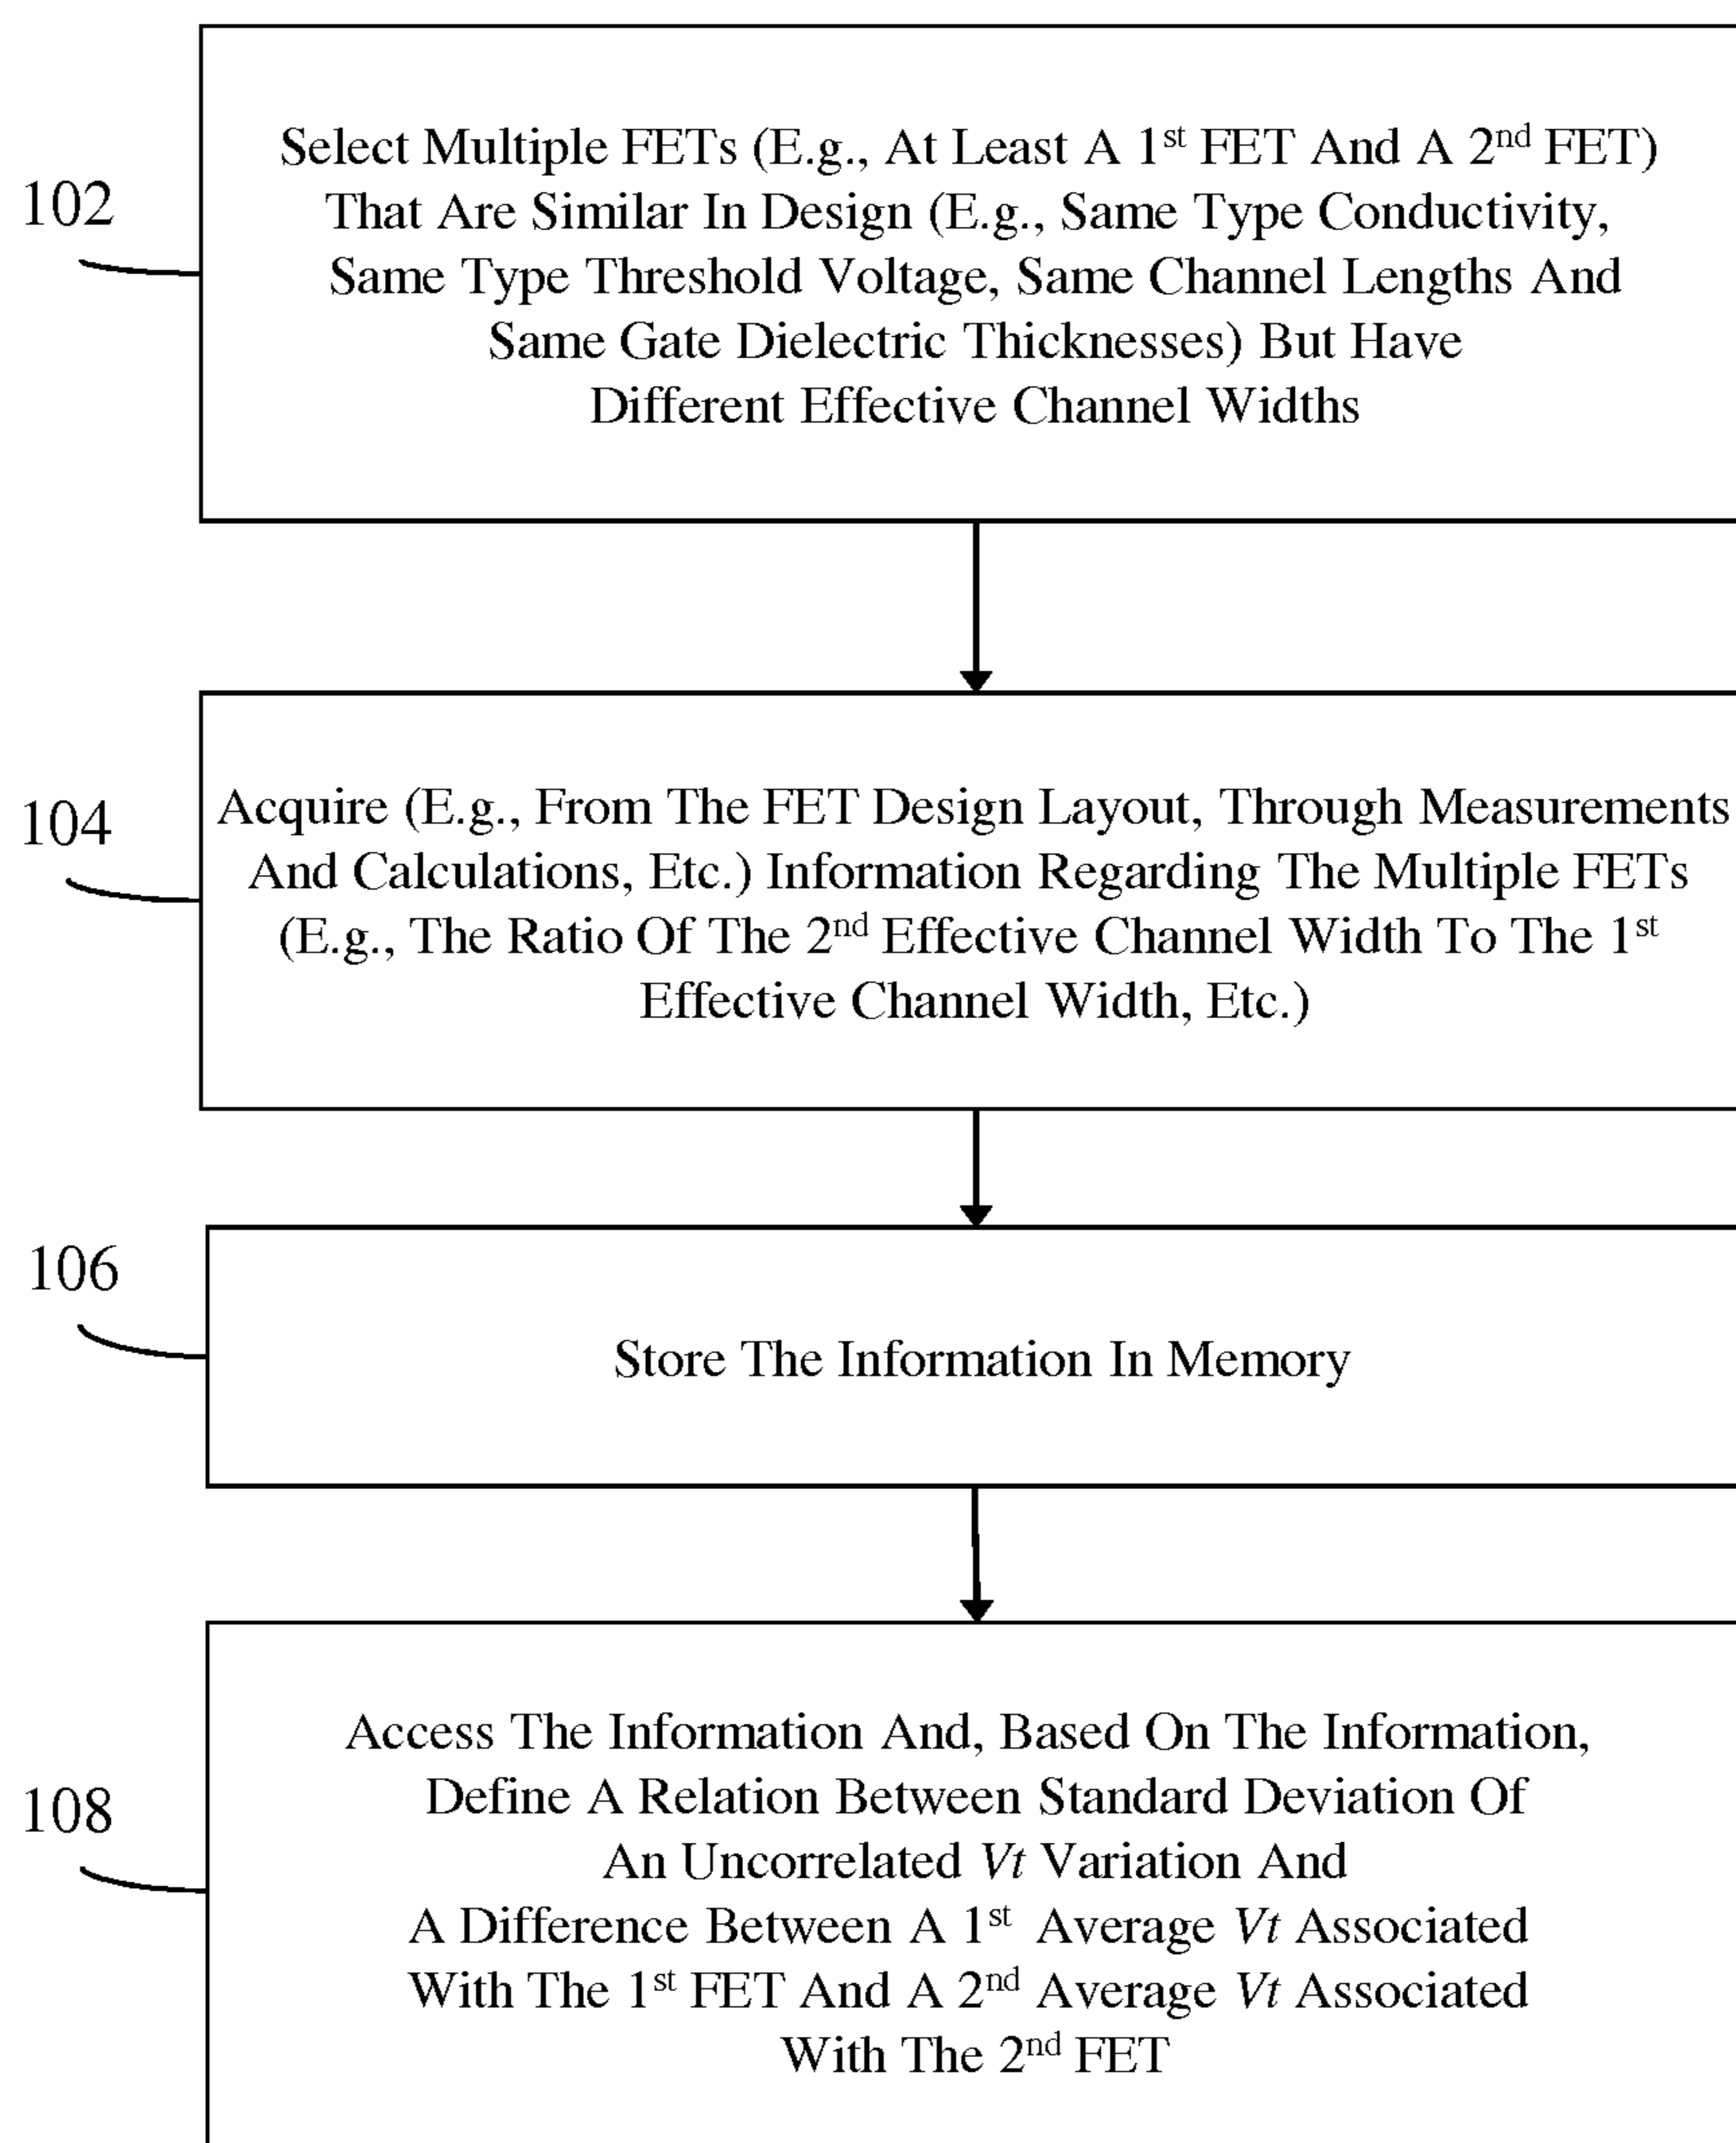 Select Multiple FETs (E.g., At Least A 1st FET And A 2nd FET)
102
That Are Similar In Design (E.g., Same Type Conductivity,
Same Type Threshold Voltage, Same Channel Lengths And
Same Gate Dielectric Thicknesses) But Have
Different Effective Channel Widths
104
Acquire (E.g., From The FET Design Layout, Through Measurements
And Calculations, Etc.) Information Regarding The Multiple FETs
(E.g., The Ratio Of The 2nd Effective Channel Width To The 1st
Effective Channel Width, Etc.)
106
Store The Information In Memory
108
Access The Information And, Based On The Information,
Define A Relation Between Standard Deviation Of
An Uncorrelated Vt Variation And
A Difference Between A 1st Average Vt Associated
With The 1st FET And A 2nd Average Vt Associated
With The 2nd FET